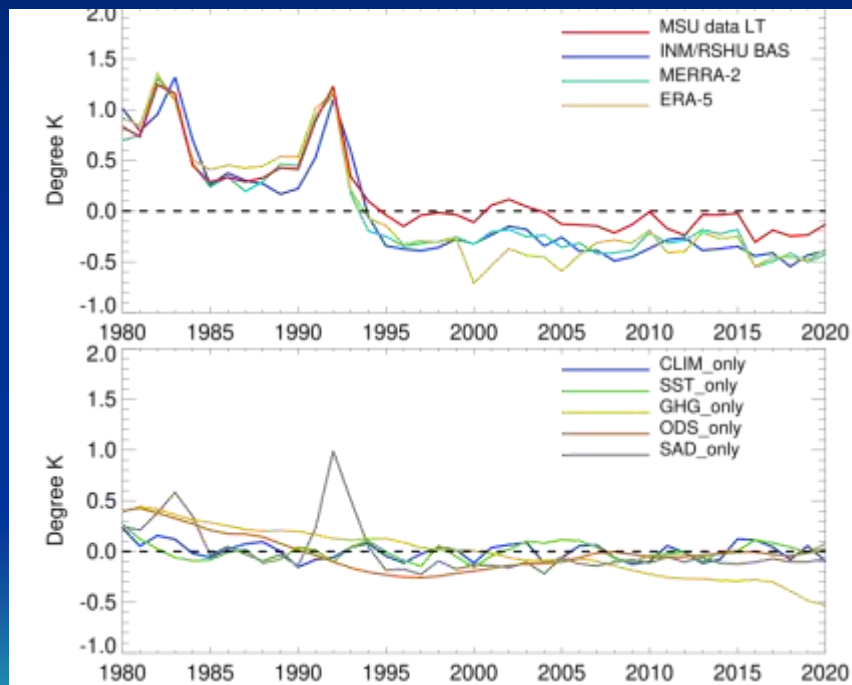 2.0
1.5
1.0
0.5
0.0
-0.5
-1.0
Degree K
MSU data LT
INM/RSHU BAS
MERRA-2
ERA-5
1980 1985 1990 1995 2000 2005 2010 2015 2020
2.0
1.5
1.0
0.5
0.0
-0.5
-1.0
Degree K
CLIM_only
SST_only
GHG_only
ODS_only
SAD_only
1980 1985 1990 1995 2000 2005 2010 2015 2020